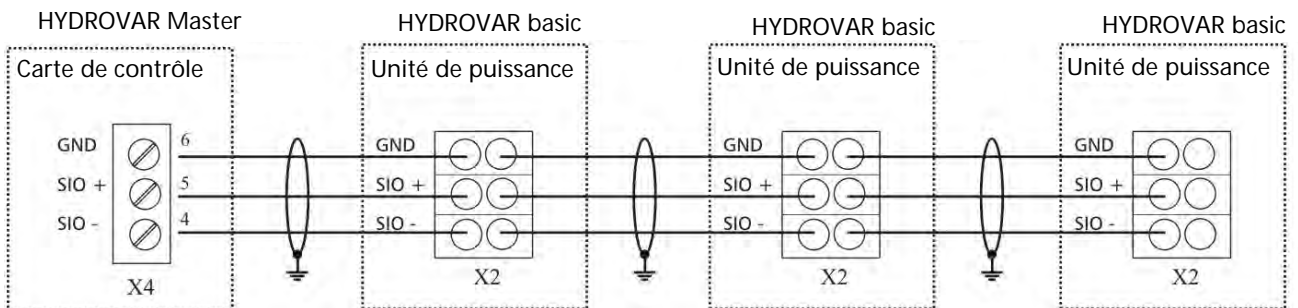 HYDROVAR Master
HYDROVAR basic
HYDROVAR basic
HYDROVAR basic
Carte de contrôle
Unité de puissance
Unité de puissance
Unité de puissance
GND
6
GND
GND
GND
SIO +
5
SIO +
SIO +
SIO +
SIO -
4
SIO -
SIO -
SIO -
X4
X2
X2
X2